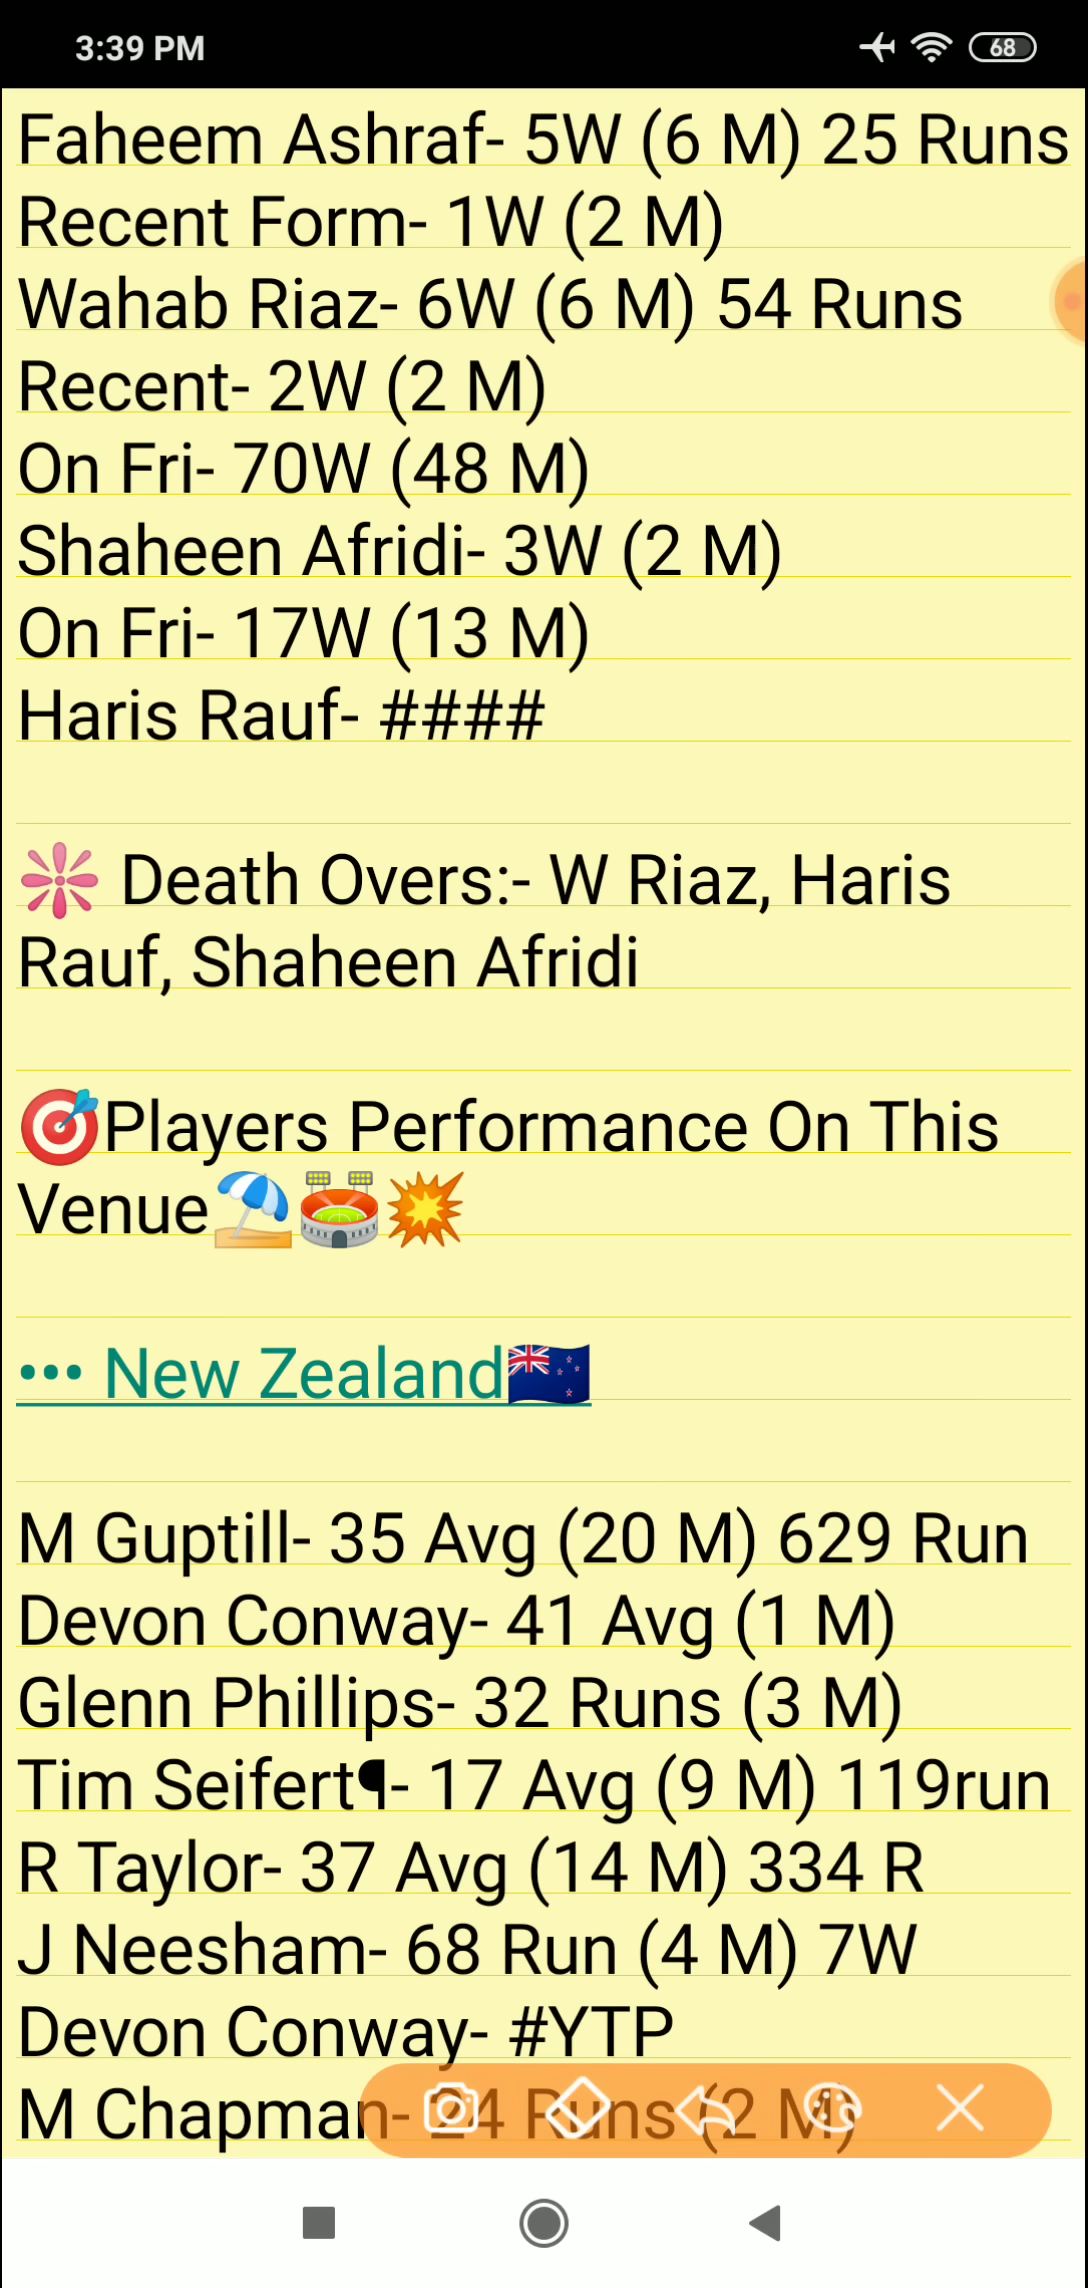 3:39 PM
68
Faheem Ashraf- 5W (6 M) 25 Runs
Recent Form- 1W (2 M)
Wahab Riaz- 6W (6 M) 54 Runs
Recent- 2W (2 M)
On Fri- 70W (48 M)
Shaheen Afridi- 3W (2 M)
On Fri- 17W (13 M)
Haris Rauf- ####
Death Overs:- W Riaz, Haris
Rauf, Shaheen Afridi
🎯Players Performance On This
Venue⛱🏟💥
••• New Zealand🇳🇿
M Guptill- 35 Avg (20 M) 629 Run
Devon Conway- 41 Avg (1 M)
Glenn Phillips- 32 Runs (3 M)
Tim Seifert¶- 17 Avg (9 M) 119run
R Taylor- 37 Avg (14 M) 334 R
J Neesham- 68 Run (4 M) 7W
Devon Conway- #YTP
M Chapman- 24 Runs (2 M)